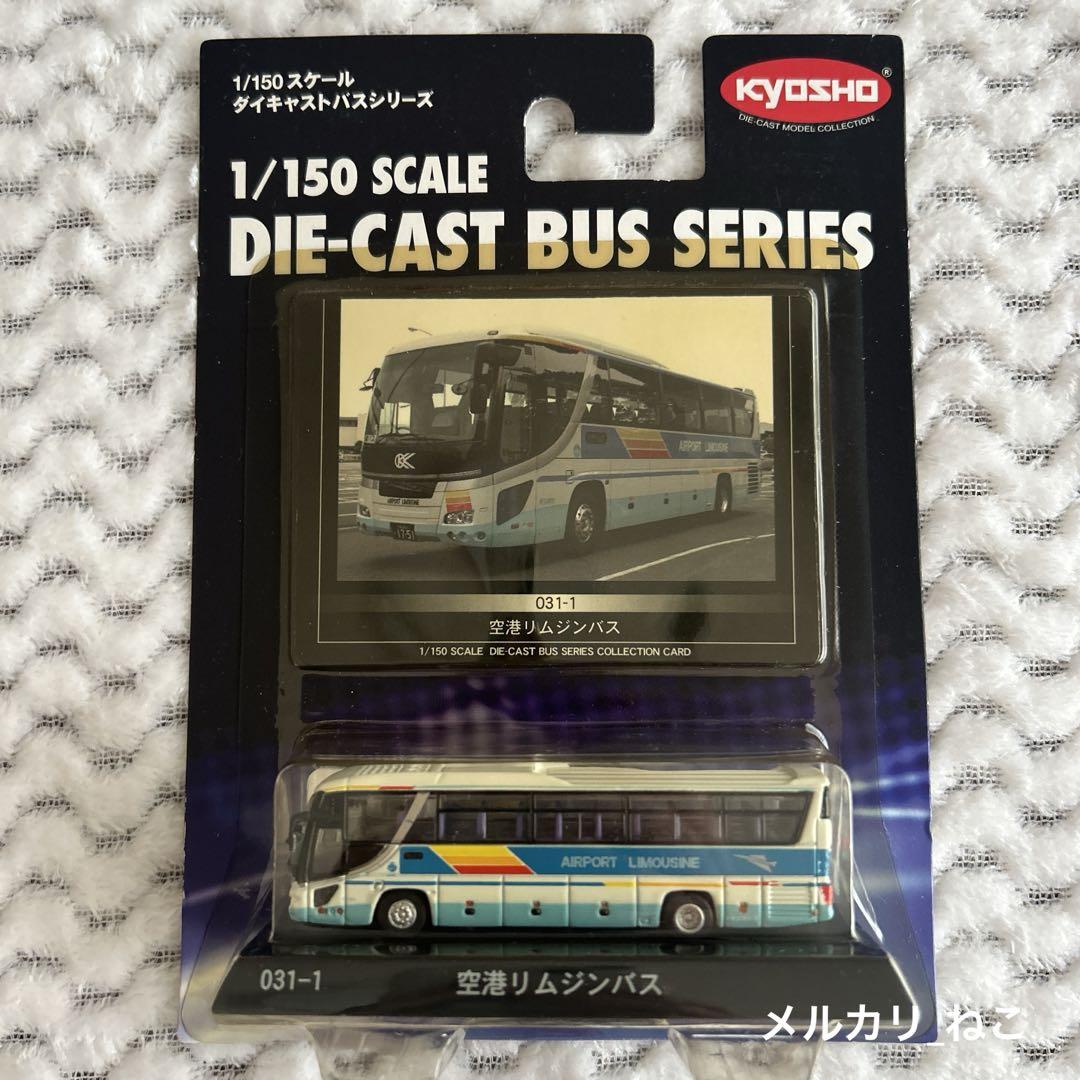 1/150 スケール
ダイキャストバスシリーズ
KYOSHO®
DIE-CAST MODEL COLLECTION
1/150 SCALE
DIE-CAST BUS SERIES
AIRPORT LIMOUSINE
AIRPORT LIMOUSINE
031-1
空港リムジンバス
1/150 SCALE DIE-CAST BUS SERIES COLLECTION CARD
AIRPORT LIMOUSINE
031-1
空港リムジンバス
メルカリ_ねこ